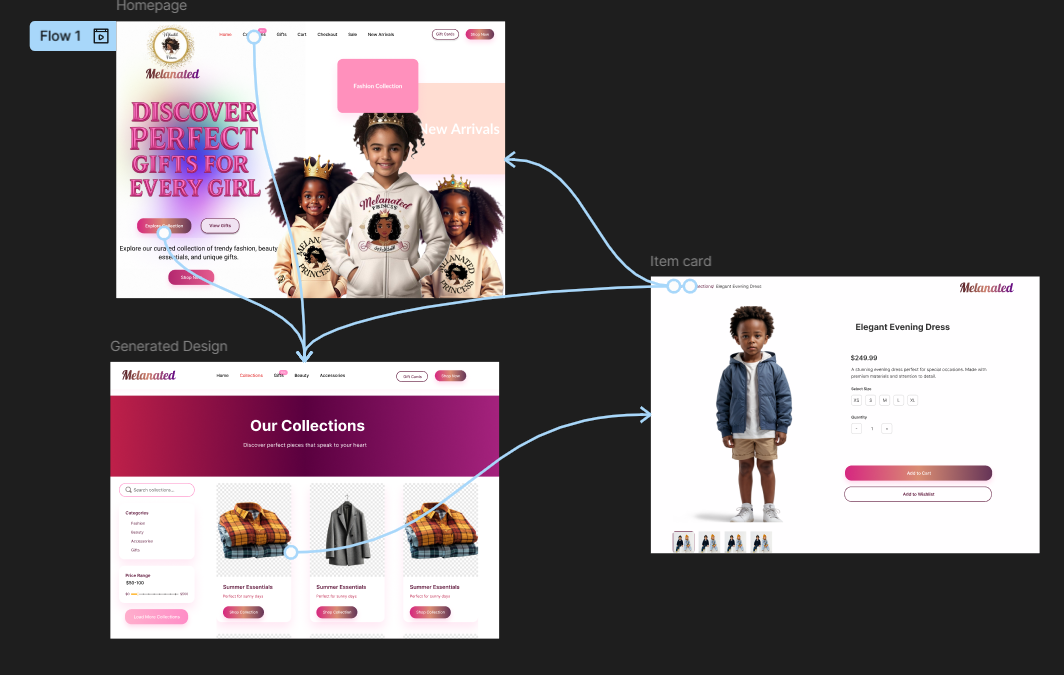 Homepage
Flow 1
Home
Gifts
Cart
Checkout
Sale
New Arrivals
Gift Cards
Shop Now
Melanated
Fashion Collection
New Arrivals
DISCOVER
PERFECT
GIFTS FOR
EVERY GIRL
Explore Collection
View Gifts
Explore our curated collection of trendy fashion, beauty
essentials, and unique gifts.
Shop Now
Melanated
PRINCESS
MELANATED
PRINCESS
MELANATED
PRINCESS
Item card
Elegant Evening Dress
Melanated
Elegant Evening Dress
$249.99
A stunning evening dress perfect for special occasions. Made with
premium materials and attention to detail.
Select Size
XS
S
M
L
XL
Quantity
-
1
+
Add to Cart
Add to Wishlist
Generated Design
Melanated
Home
Collections
Gifts
Beauty
Accessories
Gift Cards
Shop Now
Our Collections
Discover perfect pieces that speak to your heart
Search collections...
Categories
Fashion
Beauty
Accessories
Gifts
Price Range
$50-100
Load More Collections
Summer Essentials
Perfect for sunny days
Shop Collection
Summer Essentials
Perfect for sunny days
Shop Collection
Summer Essentials
Perfect for sunny days
Shop Collection